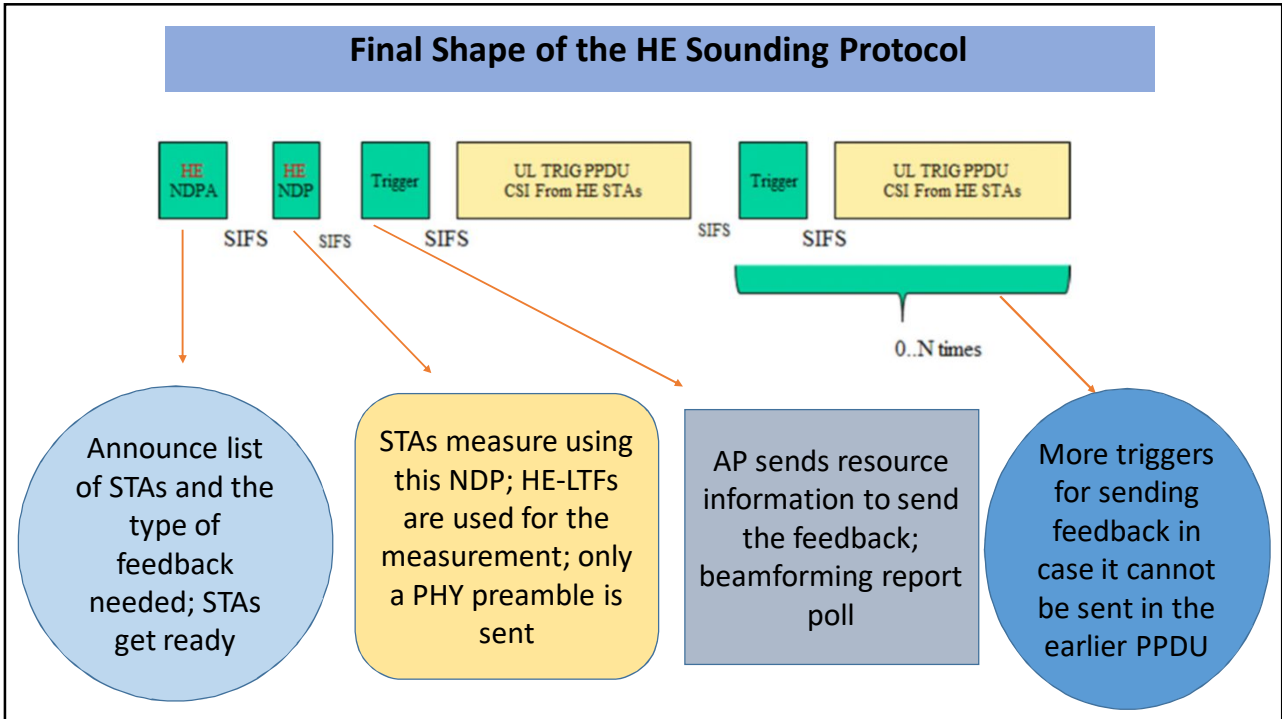 Final Shape of the HE Sounding Protocol
HE
NDPA
SIFS
HE
NDP
SIFS
Trigger
SIFS
UL TRIG PPDU
CSI From HE STAs
SIFS
Trigger
SIFS
UL TRIG PPDU
CSI From HE STAs
0..N times
Announce list
of STAs and the
type of
feedback
needed; STAs
get ready
STAs measure using
this NDP; HE-LTFs
are used for the
measurement; only
a PHY preamble is
sent
AP sends resource
information to send
the feedback;
beamforming report
poll
More triggers
for sending
feedback in
case it cannot
be sent in the
earlier PPDU